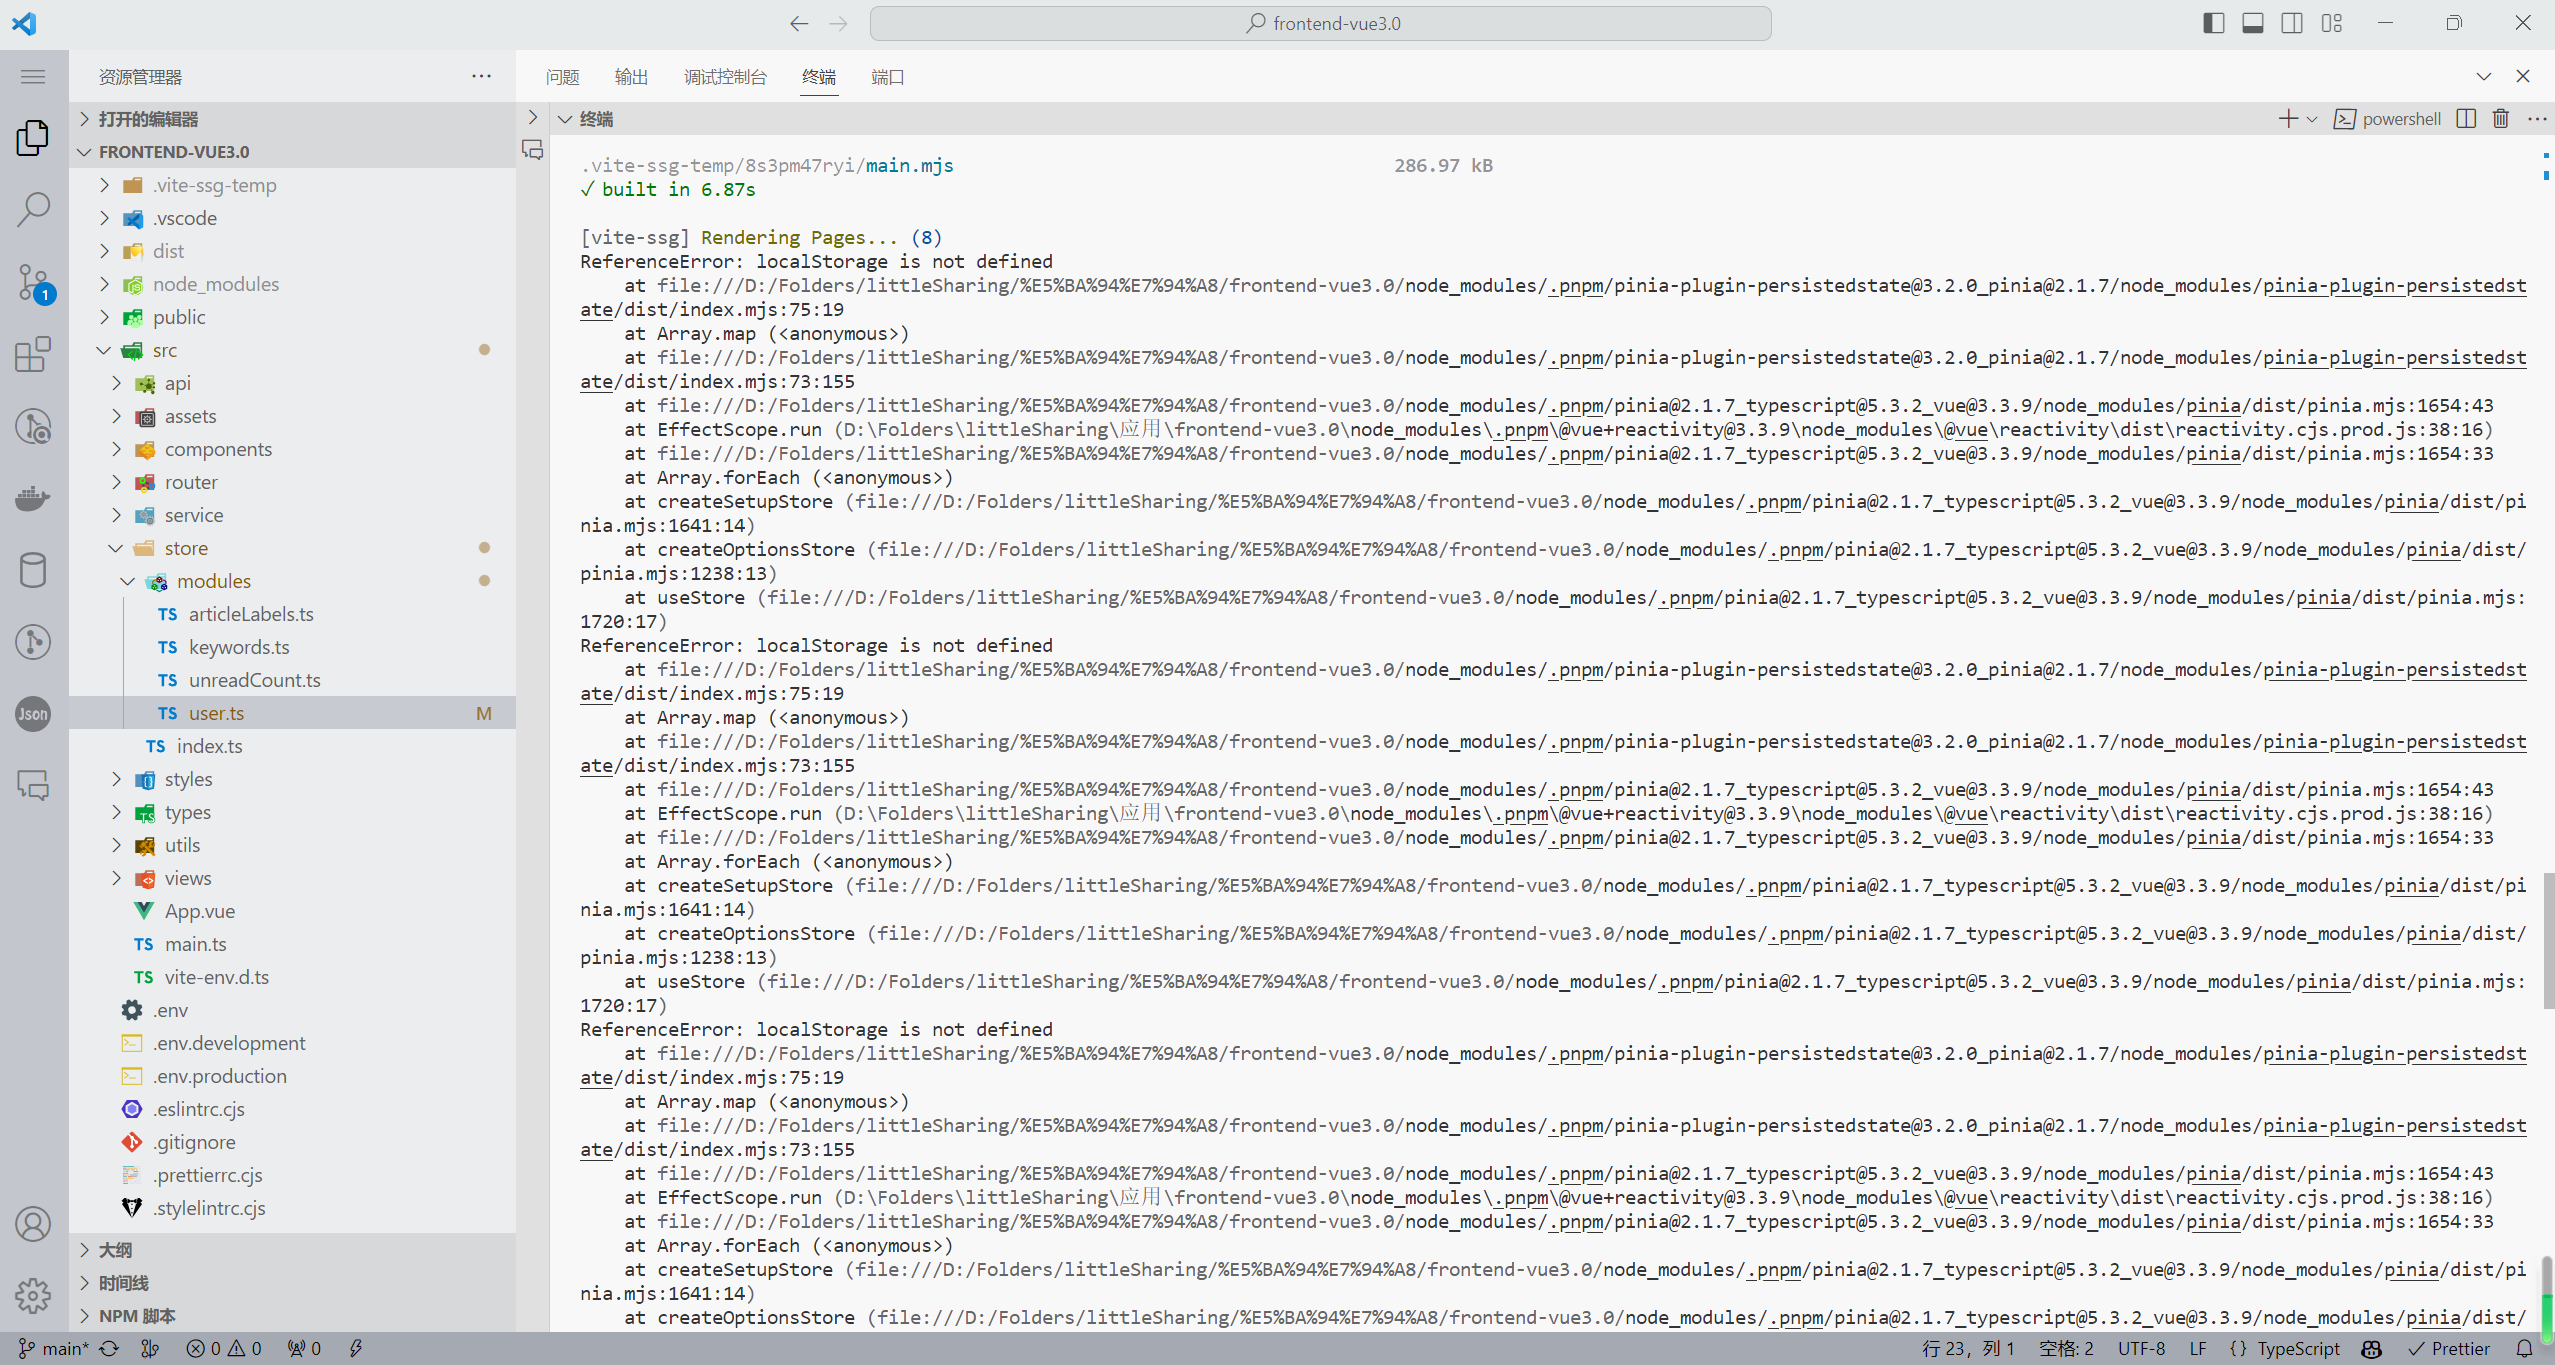 frontend-vue3.0
资源管理器
打开的编辑器
FRONTEND-VUE3.0
.vite-ssg-temp
.vscode
dist
node_modules
public
src
api
assets
components
router
service
store
modules
TS articleLabels.ts
TS keywords.ts
TS unreadCount.ts
TS user.ts M
TS index.ts
styles
types
utils
views
App.vue
TS main.ts
TS vite-env.d.ts
.env
.env.development
.env.production
.eslintrc.cjs
.gitignore
.prettierrc.cjs
.stylelintrc.cjs
大纲
时间线
NPM 脚本
1
Json
问题 输出 调试控制台 终端 端口
终端
powershell
.vite-ssg-temp/8s3pm47ryi/main.mjs 286.97 kB
✓ built in 6.87s
[vite-ssg] Rendering Pages... (8)
ReferenceError: localStorage is not defined
at file:///D:/Folders/littleSharing/%E5%BA%94%E7%94%A8/frontend-vue3.0/node_modules/.pnpm/pinia-plugin-persistedstate@3.2.0_pinia@2.1.7/node_modules/pinia-plugin-persistedst
ate/dist/index.mjs:75:19
at Array.map (<anonymous>)
at file:///D:/Folders/littleSharing/%E5%BA%94%E7%94%A8/frontend-vue3.0/node_modules/.pnpm/pinia-plugin-persistedstate@3.2.0_pinia@2.1.7/node_modules/pinia-plugin-persistedst
ate/dist/index.mjs:73:155
at file:///D:/Folders/littleSharing/%E5%BA%94%E7%94%A8/frontend-vue3.0/node_modules/.pnpm/pinia@2.1.7_typescript@5.3.2_vue@3.3.9/node_modules/pinia/dist/pinia.mjs:1654:43
at EffectScope.run (D:\Folders\littleSharing\应用\frontend-vue3.0\node_modules\.pnpm\@vue+reactivity@3.3.9\node_modules\@vue\reactivity\dist\reactivity.cjs.prod.js:38:16)
at file:///D:/Folders/littleSharing/%E5%BA%94%E7%94%A8/frontend-vue3.0/node_modules/.pnpm/pinia@2.1.7_typescript@5.3.2_vue@3.3.9/node_modules/pinia/dist/pinia.mjs:1654:33
at Array.forEach (<anonymous>)
at createSetupStore (file:///D:/Folders/littleSharing/%E5%BA%94%E7%94%A8/frontend-vue3.0/node_modules/.pnpm/pinia@2.1.7_typescript@5.3.2_vue@3.3.9/node_modules/pinia/dist/pi
nia.mjs:1641:14)
at createOptionsStore (file:///D:/Folders/littleSharing/%E5%BA%94%E7%94%A8/frontend-vue3.0/node_modules/.pnpm/pinia@2.1.7_typescript@5.3.2_vue@3.3.9/node_modules/pinia/dist/
pinia.mjs:1238:13)
at useStore (file:///D:/Folders/littleSharing/%E5%BA%94%E7%94%A8/frontend-vue3.0/node_modules/.pnpm/pinia@2.1.7_typescript@5.3.2_vue@3.3.9/node_modules/pinia/dist/pinia.mjs:
1720:17)
ReferenceError: localStorage is not defined
at file:///D:/Folders/littleSharing/%E5%BA%94%E7%94%A8/frontend-vue3.0/node_modules/.pnpm/pinia-plugin-persistedstate@3.2.0_pinia@2.1.7/node_modules/pinia-plugin-persistedst
ate/dist/index.mjs:75:19
at Array.map (<anonymous>)
at file:///D:/Folders/littleSharing/%E5%BA%94%E7%94%A8/frontend-vue3.0/node_modules/.pnpm/pinia-plugin-persistedstate@3.2.0_pinia@2.1.7/node_modules/pinia-plugin-persistedst
ate/dist/index.mjs:73:155
at file:///D:/Folders/littleSharing/%E5%BA%94%E7%94%A8/frontend-vue3.0/node_modules/.pnpm/pinia@2.1.7_typescript@5.3.2_vue@3.3.9/node_modules/pinia/dist/pinia.mjs:1654:43
at EffectScope.run (D:\Folders\littleSharing\应用\frontend-vue3.0\node_modules\.pnpm\@vue+reactivity@3.3.9\node_modules\@vue\reactivity\dist\reactivity.cjs.prod.js:38:16)
at file:///D:/Folders/littleSharing/%E5%BA%94%E7%94%A8/frontend-vue3.0/node_modules/.pnpm/pinia@2.1.7_typescript@5.3.2_vue@3.3.9/node_modules/pinia/dist/pinia.mjs:1654:33
at Array.forEach (<anonymous>)
at createSetupStore (file:///D:/Folders/littleSharing/%E5%BA%94%E7%94%A8/frontend-vue3.0/node_modules/.pnpm/pinia@2.1.7_typescript@5.3.2_vue@3.3.9/node_modules/pinia/dist/pi
nia.mjs:1641:14)
at createOptionsStore (file:///D:/Folders/littleSharing/%E5%BA%94%E7%94%A8/frontend-vue3.0/node_modules/.pnpm/pinia@2.1.7_typescript@5.3.2_vue@3.3.9/node_modules/pinia/dist/
pinia.mjs:1238:13)
at useStore (file:///D:/Folders/littleSharing/%E5%BA%94%E7%94%A8/frontend-vue3.0/node_modules/.pnpm/pinia@2.1.7_typescript@5.3.2_vue@3.3.9/node_modules/pinia/dist/pinia.mjs:
1720:17)
ReferenceError: localStorage is not defined
at file:///D:/Folders/littleSharing/%E5%BA%94%E7%94%A8/frontend-vue3.0/node_modules/.pnpm/pinia-plugin-persistedstate@3.2.0_pinia@2.1.7/node_modules/pinia-plugin-persistedst
ate/dist/index.mjs:75:19
at Array.map (<anonymous>)
at file:///D:/Folders/littleSharing/%E5%BA%94%E7%94%A8/frontend-vue3.0/node_modules/.pnpm/pinia-plugin-persistedstate@3.2.0_pinia@2.1.7/node_modules/pinia-plugin-persistedst
ate/dist/index.mjs:73:155
at file:///D:/Folders/littleSharing/%E5%BA%94%E7%94%A8/frontend-vue3.0/node_modules/.pnpm/pinia@2.1.7_typescript@5.3.2_vue@3.3.9/node_modules/pinia/dist/pinia.mjs:1654:43
at EffectScope.run (D:\Folders\littleSharing\应用\frontend-vue3.0\node_modules\.pnpm\@vue+reactivity@3.3.9\node_modules\@vue\reactivity\dist\reactivity.cjs.prod.js:38:16)
at file:///D:/Folders/littleSharing/%E5%BA%94%E7%94%A8/frontend-vue3.0/node_modules/.pnpm/pinia@2.1.7_typescript@5.3.2_vue@3.3.9/node_modules/pinia/dist/pinia.mjs:1654:33
at Array.forEach (<anonymous>)
at createSetupStore (file:///D:/Folders/littleSharing/%E5%BA%94%E7%94%A8/frontend-vue3.0/node_modules/.pnpm/pinia@2.1.7_typescript@5.3.2_vue@3.3.9/node_modules/pinia/dist/pi
nia.mjs:1641:14)
at createOptionsStore (file:///D:/Folders/littleSharing/%E5%BA%94%E7%94%A8/frontend-vue3.0/node_modules/.pnpm/pinia@2.1.7_typescript@5.3.2_vue@3.3.9/node_modules/pinia/dist/
main* 0 0 0 行 23，列 1 空格: 2 UTF-8 LF {} TypeScript Prettier